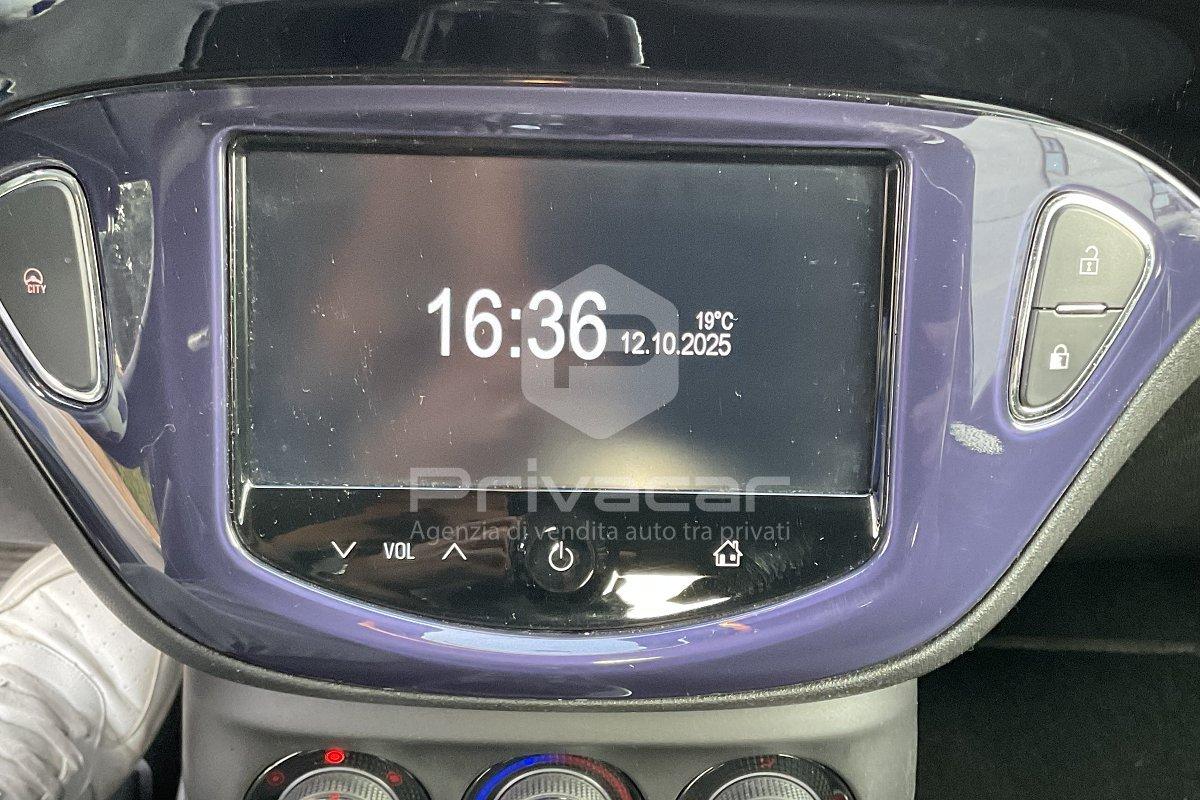 CITY
16:36
19°C
12.10.2025
Privacar
Agenzia di vendita auto tra privati
VOL